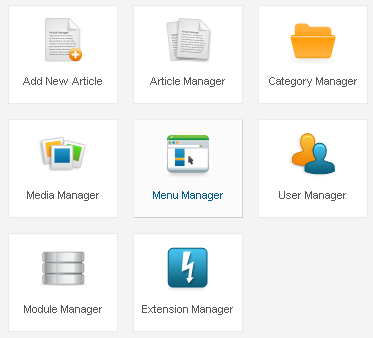 Add New Article
Article Manager
Category Manager
Media Manager
Menu Manager
User Manager
Module Manager
Extension Manager